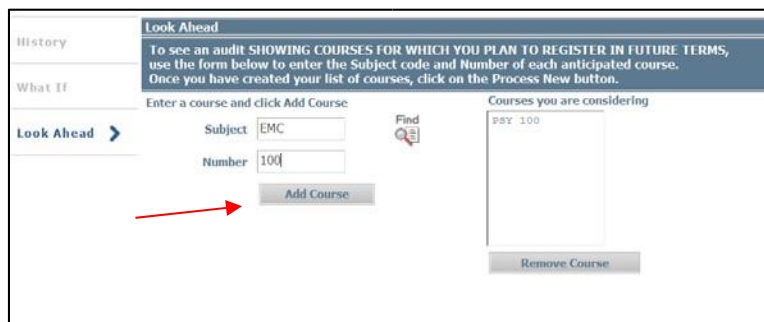 History
What If
Look Ahead
Look Ahead
To see an audit SHOWING COURSES FOR WHICH YOU PLAN TO REGISTER IN FUTURE TERMS,
use the form below to enter the Subject code and Number of each anticipated course.
Once you have created your list of courses, click on the Process New button.
Enter a course and click Add Course
Subject EMC
Number 100
Add Course
Find
Courses you are considering
PSY 100
Remove Course